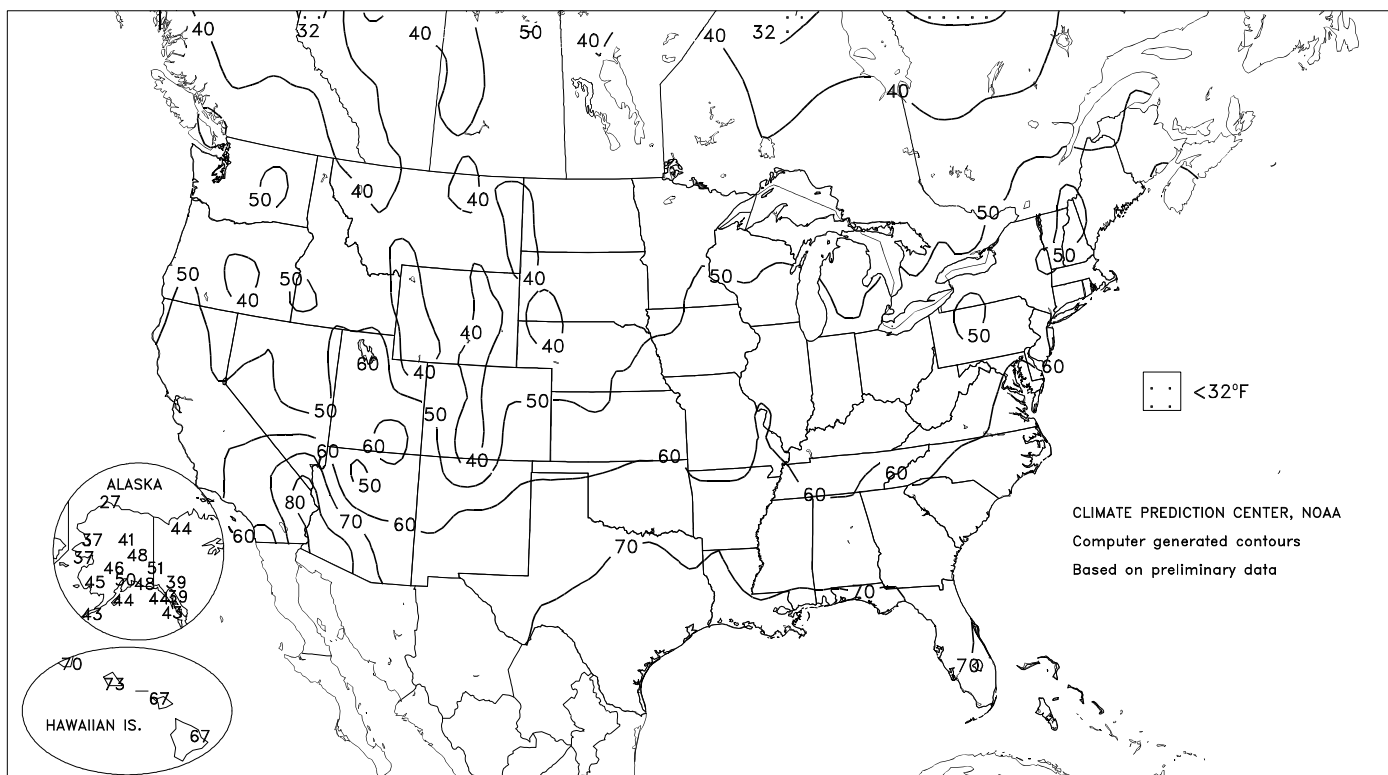 40 32 40 50 40 40 32
40
50 40 40 50
50 40 50 40 50 50
40 40 50 60
60 40 60
50 50 50
60 60 40 60 60
50 60
80 70 60
60 70
70
70
<32°F
CLIMATE PREDICTION CENTER, NOAA
Computer generated contours
Based on preliminary data
ALASKA
27
44
37 41
37 48
46 51
45 50 48 39
44 44 39
43 43
70
73
67
HAWAIIAN IS.
67